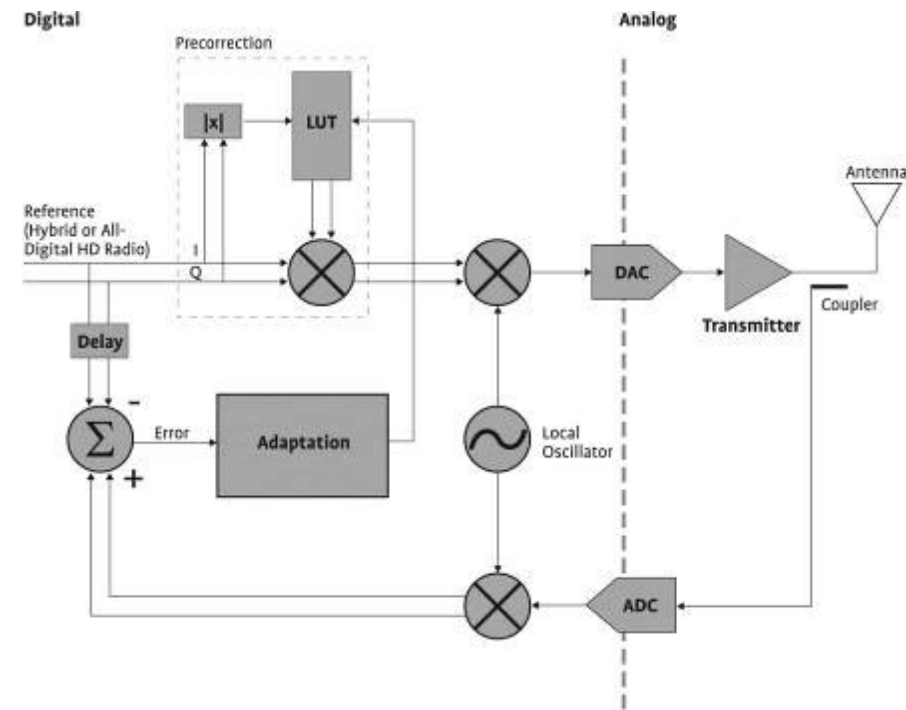 Digital
Analog
Precorrection
|x|
LUT
Antenna
Reference
(Hybrid or All-
Digital HD Radio)
I
Q
DAC
Coupler
Transmitter
Delay
-
Σ
Error
Adaptation
Local
Oscillator
+
ADC